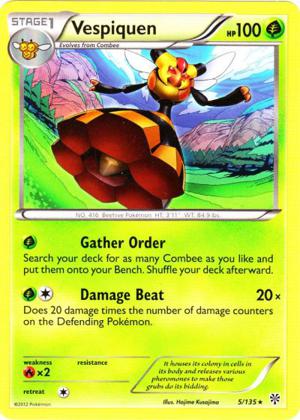 STAGE1
Vespiquen
HP100
Evolves from Combee
NO. 416 Beehive Pokémon HT: 3'11" WT: 84.9 lbs.
Gather Order
Search your deck for as many Combee as you like and
put them onto your Bench. Shuffle your deck afterward.
Damage Beat 20×
Does 20 damage times the number of damage counters
on the Defending Pokémon.
weakness resistance
×2
retreat
It houses its colony in cells in
its body and releases various
pheromones to make those
grubs do its bidding.
©2012 Pokémon
Illus. Hajime Kusajima
5/135★